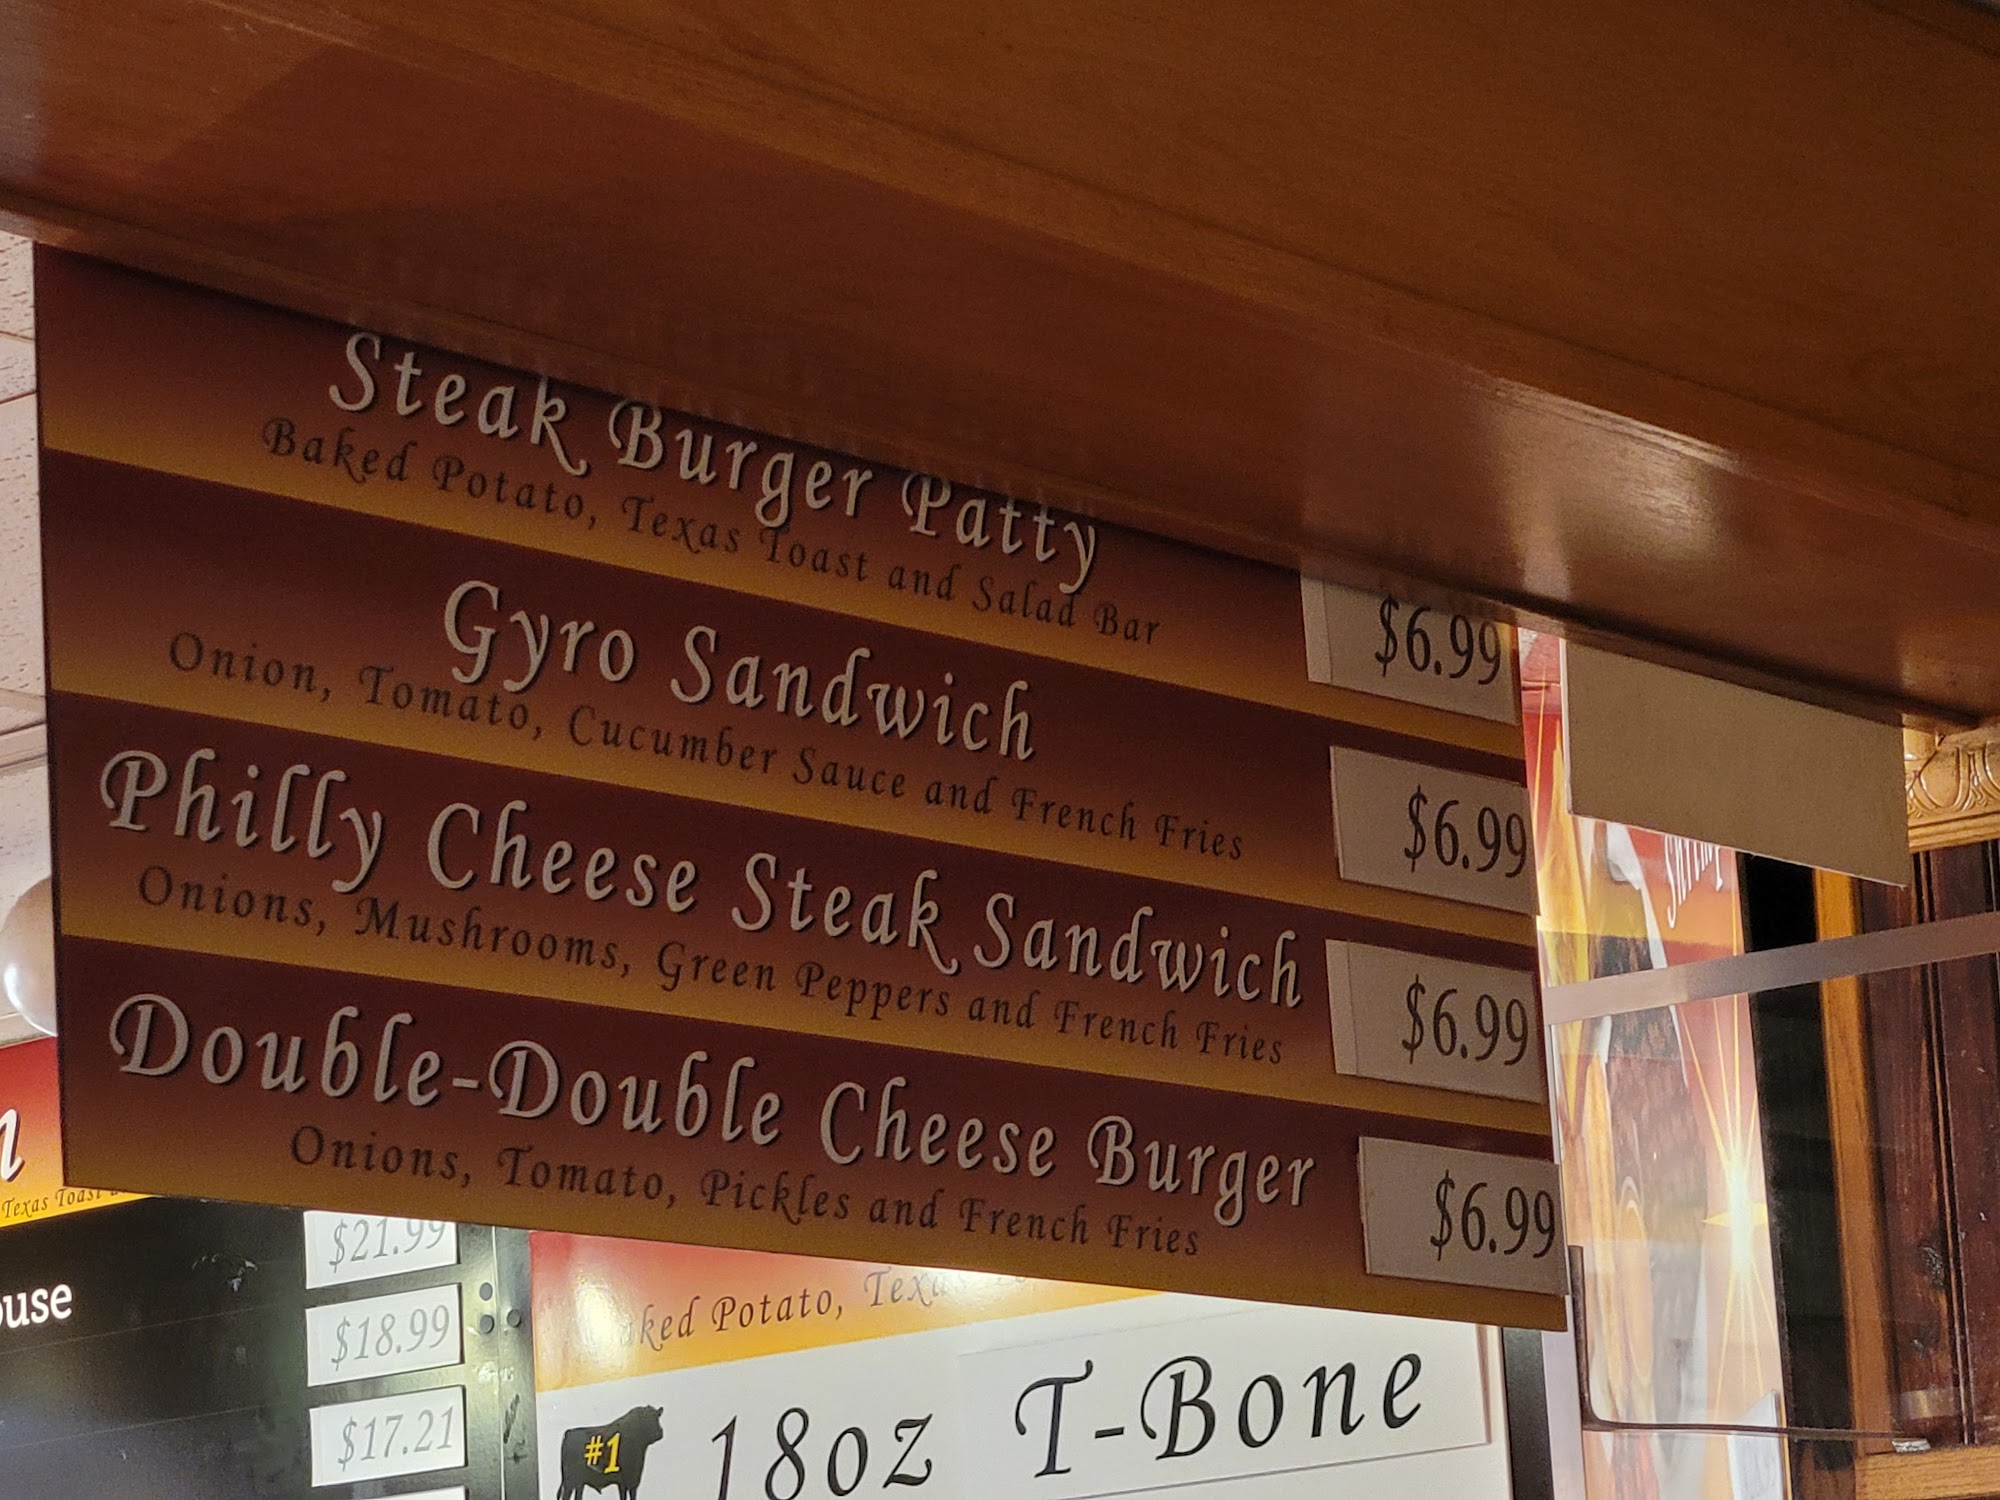 Steak Burger Patty
Baked Potato, Texas Toast and Salad Bar
$6.99
Gyro Sandwich
Onion, Tomato, Cucumber Sauce and French Fries
$6.99
Philly Cheese Steak Sandwich
Onions, Mushrooms, Green Peppers and French Fries
$6.99
Double-Double Cheese Burger
Onions, Tomato, Pickles and French Fries
$6.99
Texas Toast
$21.99
$18.99
$17.21
Potato,
#1 18oz T-Bone